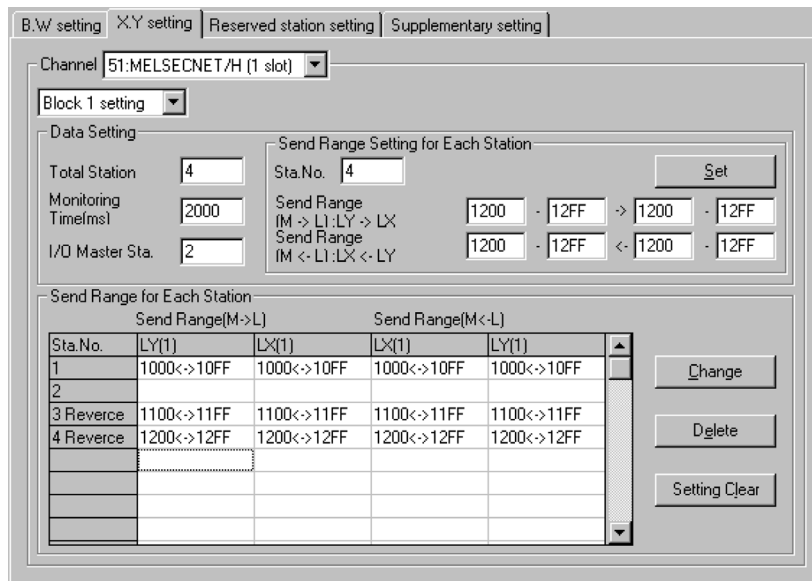 B.W setting X.Y setting Reserved station setting Supplementary setting
Channel 51:MELSECNET/H (1 slot)
Block 1 setting
Data Setting
Send Range Setting for Each Station
Total Station 4 Sta.No. 4 Set
Monitoring Time(ms) 2000 Send Range (M -> L):LY -> LX 1200 - 12FF -> 1200 - 12FF
I/O Master Sta. 2 Send Range (M <- L):LX <- LY 1200 - 12FF <- 1200 - 12FF
Send Range for Each Station
Send Range(M->L) Send Range(M<-L)
Sta.No. LY(1) LX(1) LX(1) LY(1)
1 1000<->10FF 1000<->10FF 1000<->10FF 1000<->10FF
2
3 Reverce 1100<->11FF 1100<->11FF 1100<->11FF 1100<->11FF
4 Reverce 1200<->12FF 1200<->12FF 1200<->12FF 1200<->12FF
Change
Delete
Setting Clear